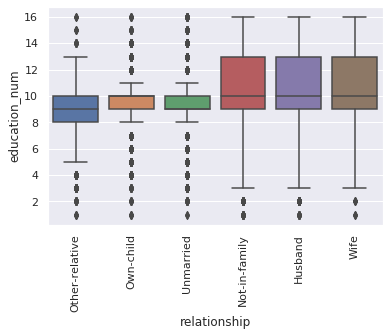 16
14
12
10
8
6
4
2
education_num
Other-relative
Own-child
Unmarried
Not-in-family
Husband
Wife
relationship